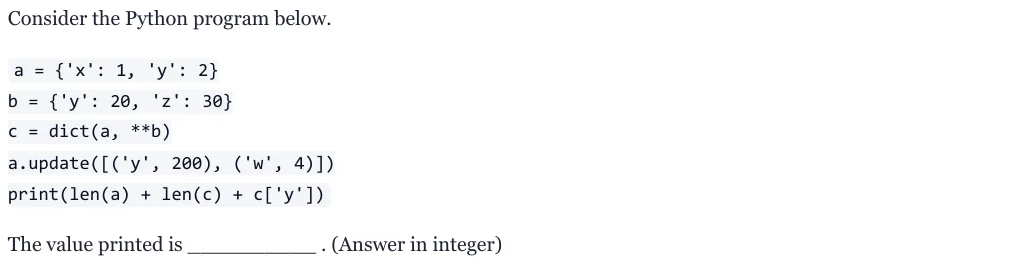 Consider the Python program below.
a = {'x': 1, 'y': 2}
b = {'y': 20, 'z': 30}
c = dict(a, **b)
a.update([('y', 200), ('w', 4)])
print(len(a) + len(c) + c['y'])
The value printed is ____________ . (Answer in integer)